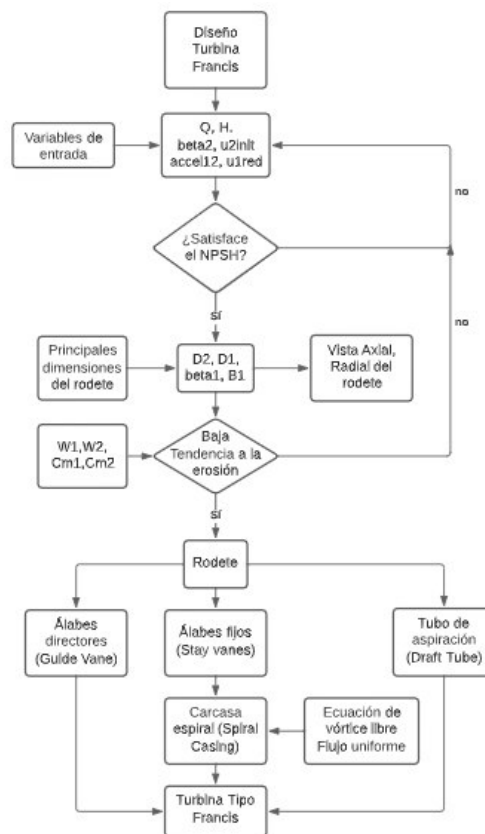 Diseño
Turbina
Francis
Variables de
entrada
Q, H.
beta2, u2init
accel12, u1red
no
¿Satisface
el NPSH?
sí
no
Principales
dimensiones
del rodete
D2, D1,
beta1, B1
Vista Axial,
Radial del
rodete
W1,W2,
Cm1,Cm2
Baja
Tendencia a la
erosión
sí
Rodete
Álabes
directores
(Guide Vane)
Álabes fijos
(Stay vanes)
Tubo de
aspiración
(Draft Tube)
Carcasa
espiral (Spiral
Casing)
Ecuación de
vórtice libre
Flujo uniforme
Turbina Tipo
Francis